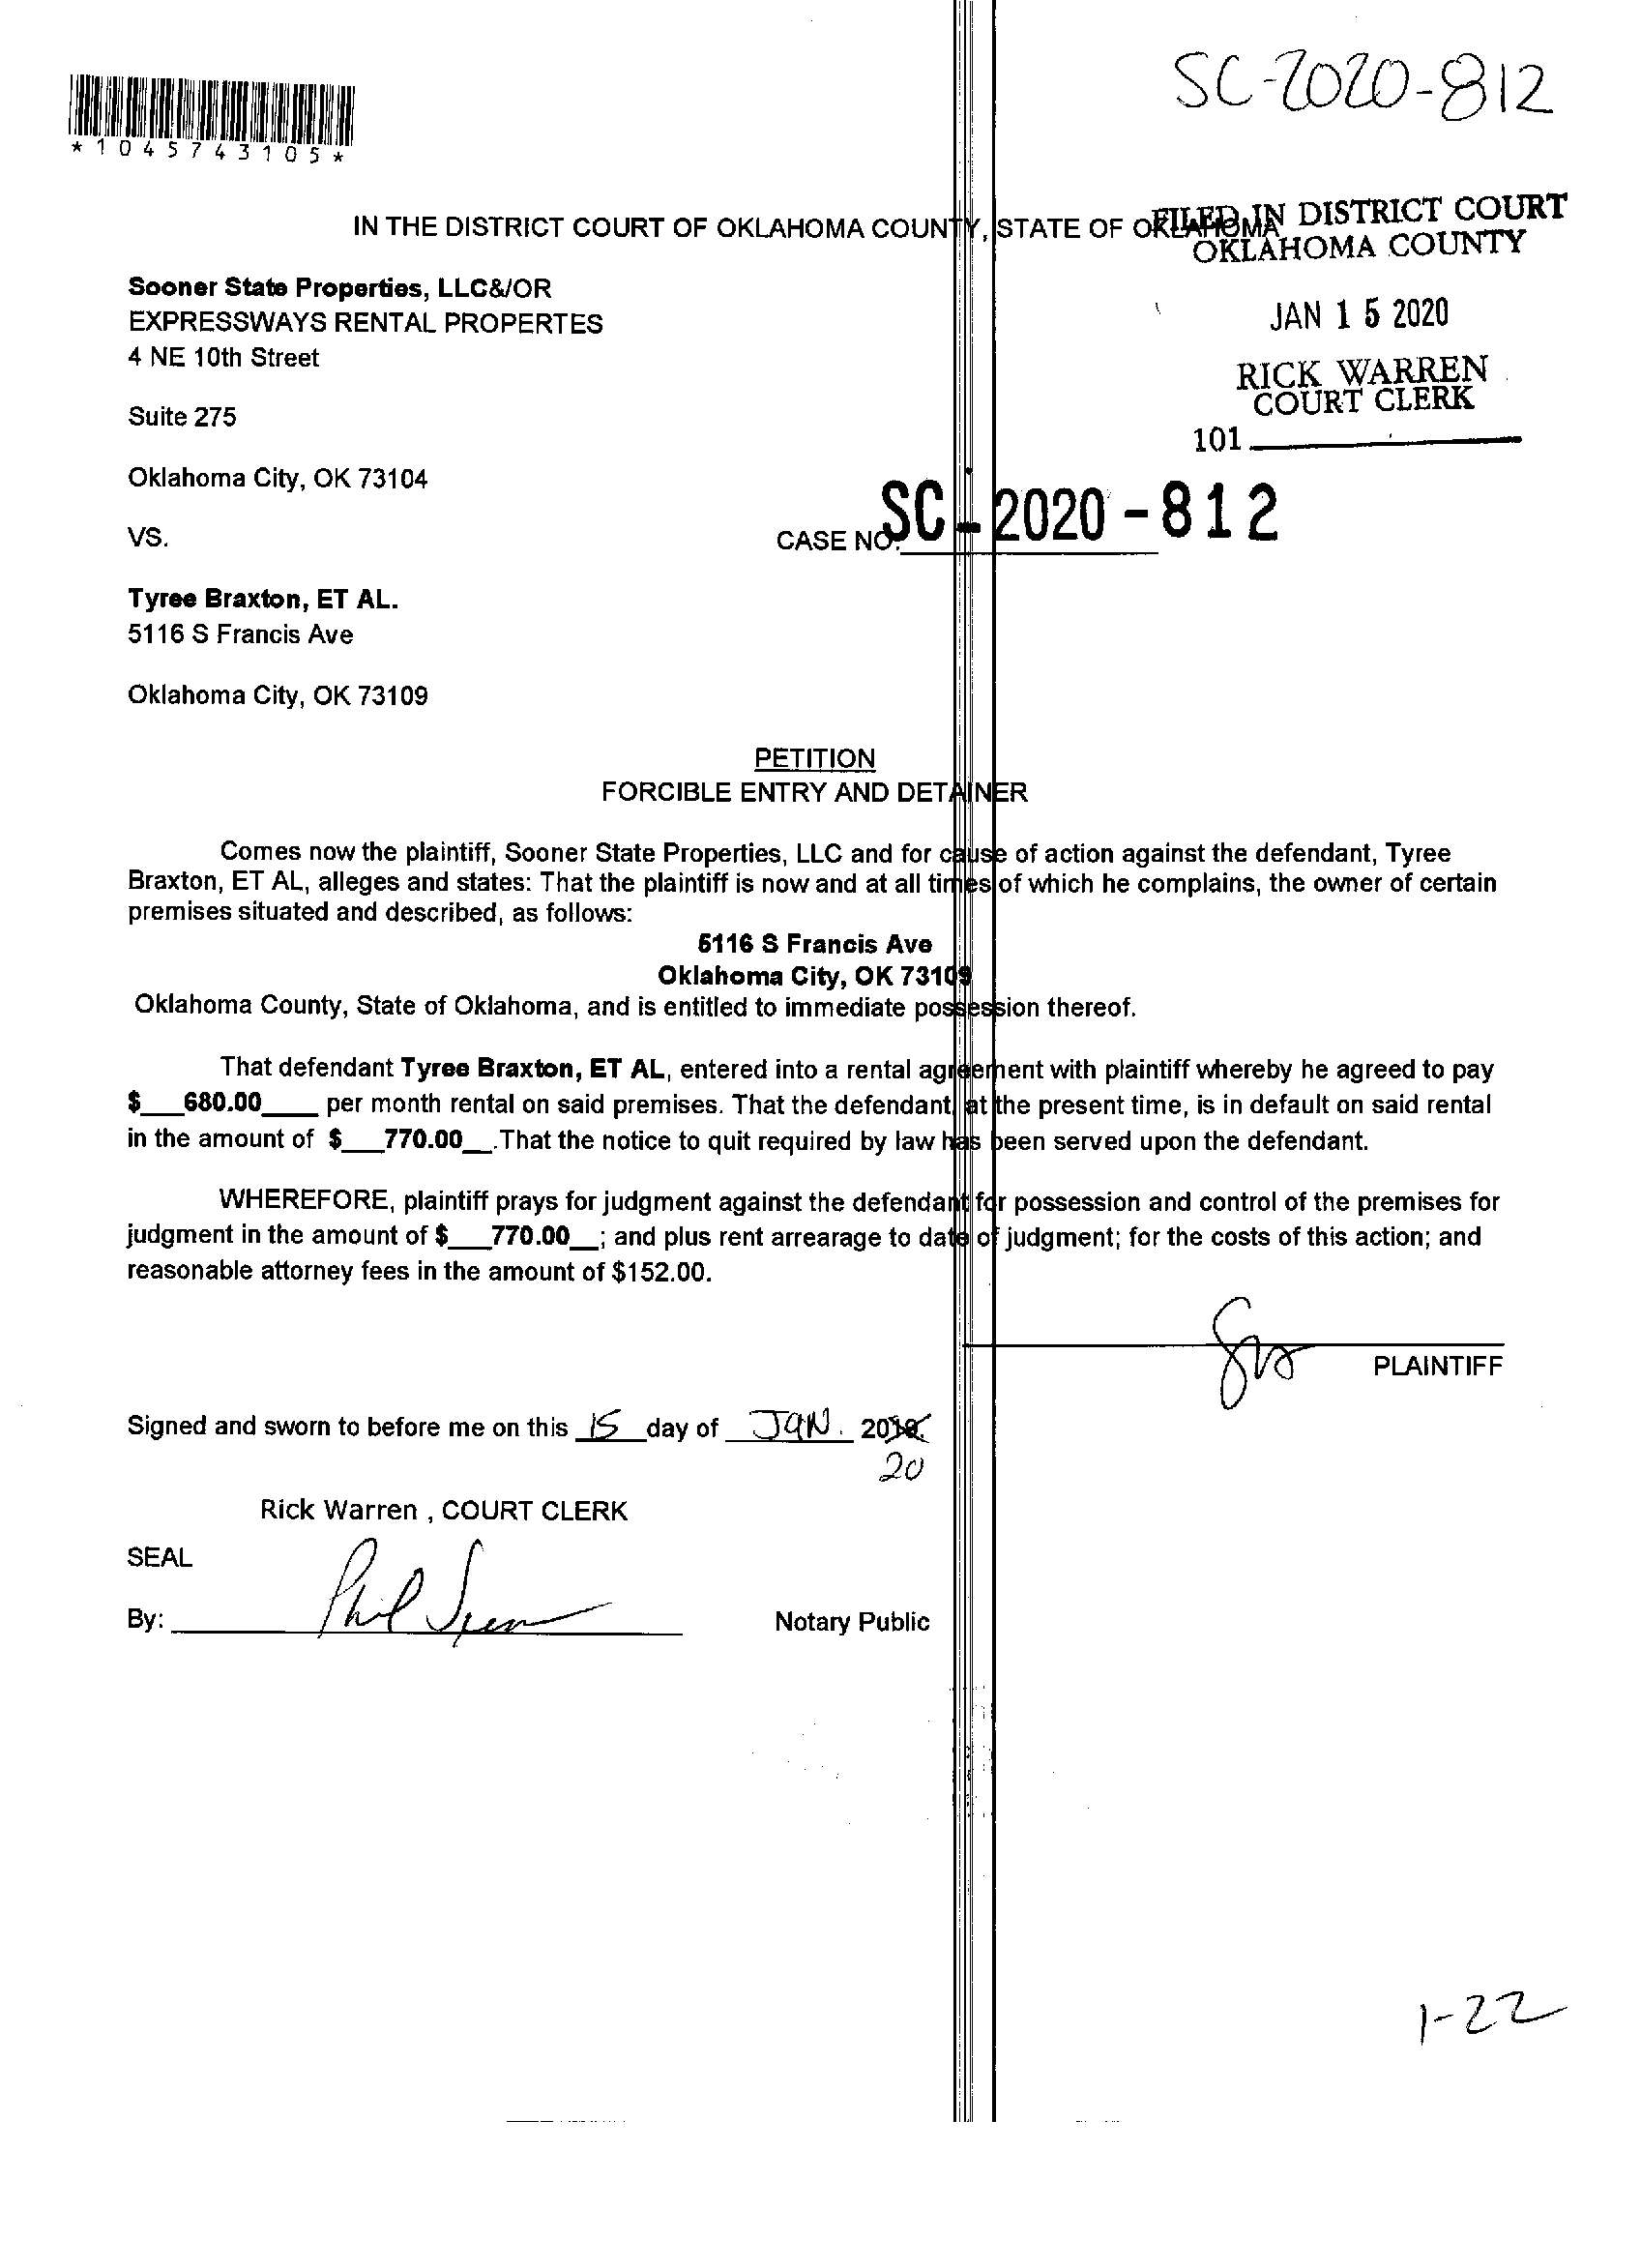 SC-2020-812
*1045743105*
IN THE DISTRICT COURT OF OKLAHOMA COUNTY, STATE OF OKLAHOMA
FILED IN DISTRICT COURT
OKLAHOMA COUNTY
Sooner State Properties, LLC&/OR
EXPRESSWAYS RENTAL PROPERTES
JAN 15 2020
4 NE 10th Street
RICK WARREN
COURT CLERK
Suite 275
101
Oklahoma City, OK 73104
VS.
CASE NO. SC - 2020 - 812
Tyree Braxton, ET AL.
5116 S Francis Ave
Oklahoma City, OK 73109
PETITION
FORCIBLE ENTRY AND DETAINER
Comes now the plaintiff, Sooner State Properties, LLC and for cause of action against the defendant, Tyree
Braxton, ET AL, alleges and states: That the plaintiff is now and at all times of which he complains, the owner of certain
premises situated and described, as follows:
5116 S Francis Ave
Oklahoma City, OK 73109
Oklahoma County, State of Oklahoma, and is entitled to immediate possession thereof.
That defendant Tyree Braxton, ET AL, entered into a rental agreement with plaintiff whereby he agreed to pay
$___680.00____ per month rental on said premises. That the defendant, at the present time, is in default on said rental
in the amount of $___770.00__.That the notice to quit required by law has been served upon the defendant.
WHEREFORE, plaintiff prays for judgment against the defendant for possession and control of the premises for
judgment in the amount of $___770.00__; and plus rent arrearage to date of judgment; for the costs of this action; and
reasonable attorney fees in the amount of $152.00.
PLAINTIFF
Signed and sworn to before me on this 15 day of JAN. 20
20
Rick Warren , COURT CLERK
SEAL
By: Phil Notary Public
1-22